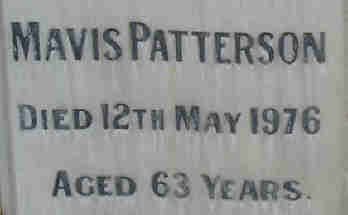 MAVIS PATTERSON
DIED 12TH MAY 1976
AGED 63 YEARS.